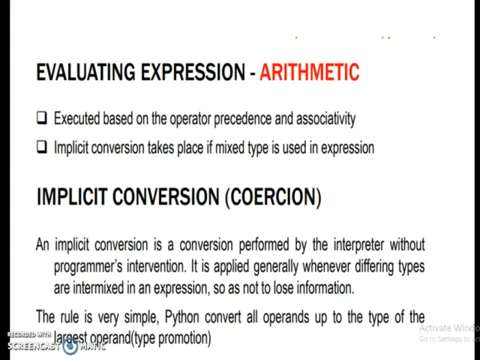 EVALUATING EXPRESSION - ARITHMETIC
Executed based on the operator precedence and associativity
Implicit conversion takes place if mixed type is used in expression
IMPLICIT CONVERSION (COERCION)
An implicit conversion is a conversion performed by the interpreter without
programmer's intervention. It is applied generally whenever differing types
are intermixed in an expression, so as not to lose information.
The rule is very simple, Python convert all operands up to the type of the
largest operand(type promotion)
Activate Windo
Go to Settings to
RECORDED WITH
SCREENCAST MATIC